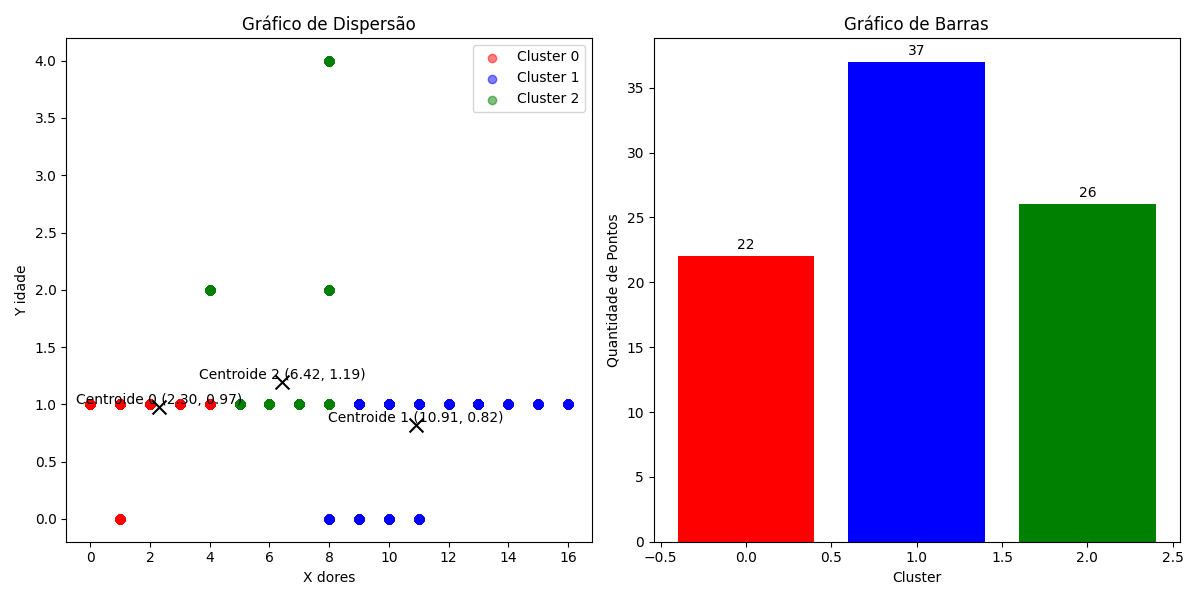 Gráfico de Dispersão
4.0
3.5
3.0
2.5
2.0
1.5
1.0
0.5
0.0
Y idade
Cluster 0
Cluster 1
Cluster 2
Centroide 2 (6.42, 1.19)
Centroide 0 (2.30, 0.97)
Centroide 1 (10.91, 0.82)
0 2 4 6 8 10 12 14 16
X dores
Gráfico de Barras
35
30
25
20
15
10
5
0
Quantidade de Pontos
22
37
26
−0.5 0.0 0.5 1.0 1.5 2.0 2.5
Cluster